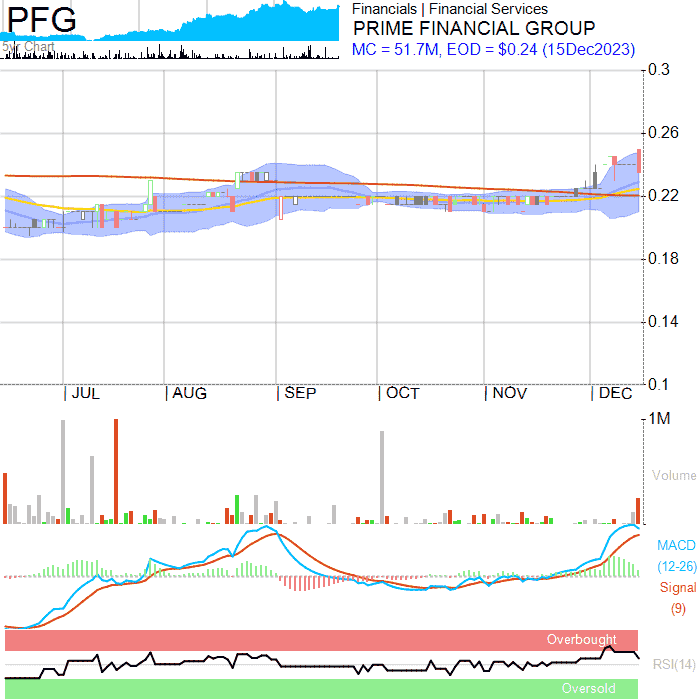 PFG
5yr Chart
Financials | Financial Services
PRIME FINANCIAL GROUP
MC = 51.7M, EOD = $0.24 (15Dec2023)
0.3
0.26
0.22
0.18
0.14
0.1
JUL AUG SEP OCT NOV DEC
1M
Volume
MACD
(12-26)
Signal
(9)
Overbought
RSI(14)
Oversold